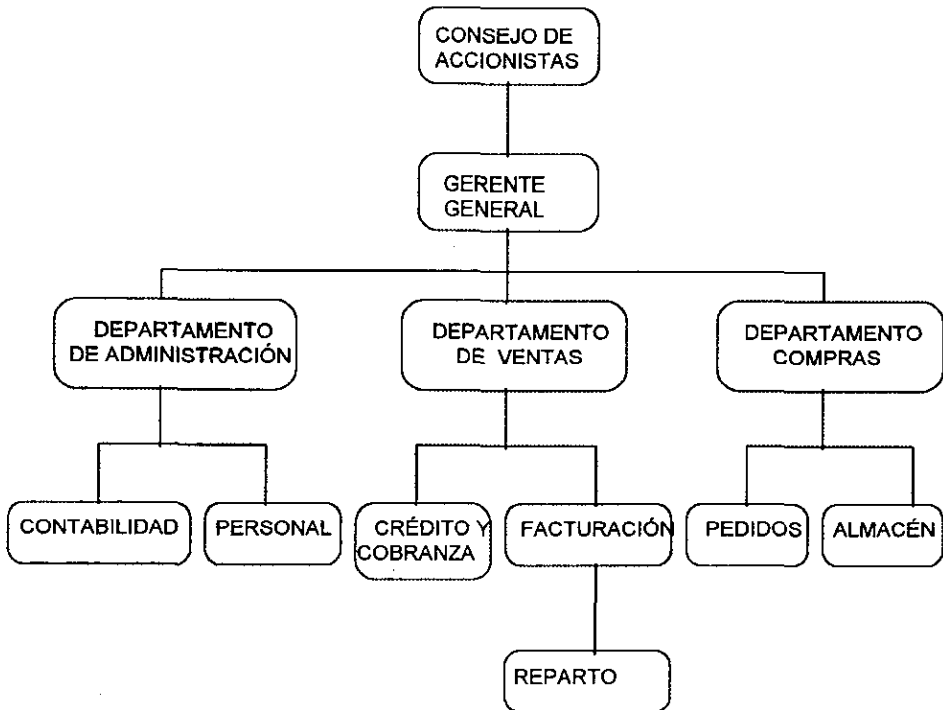 CONSEJO DE
ACCIONISTAS
GERENTE
GENERAL
DEPARTAMENTO
DE ADMINISTRACIÓN
DEPARTAMENTO
DE VENTAS
DEPARTAMENTO
COMPRAS
CONTABILIDAD
PERSONAL
CRÉDITO Y
COBRANZA
FACTURACIÓN
PEDIDOS
ALMACÉN
REPARTO